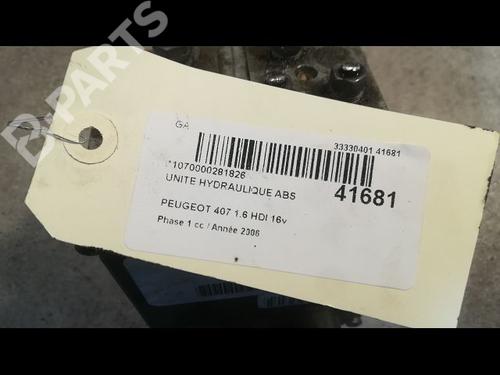 B-PARTS
GA
33330401 41681
*1070000281826
UNITE HYDRAULIQUE ABS
41681
PEUGEOT 407 1.6 HDI 16v
Phase 1 cc / Année 2006